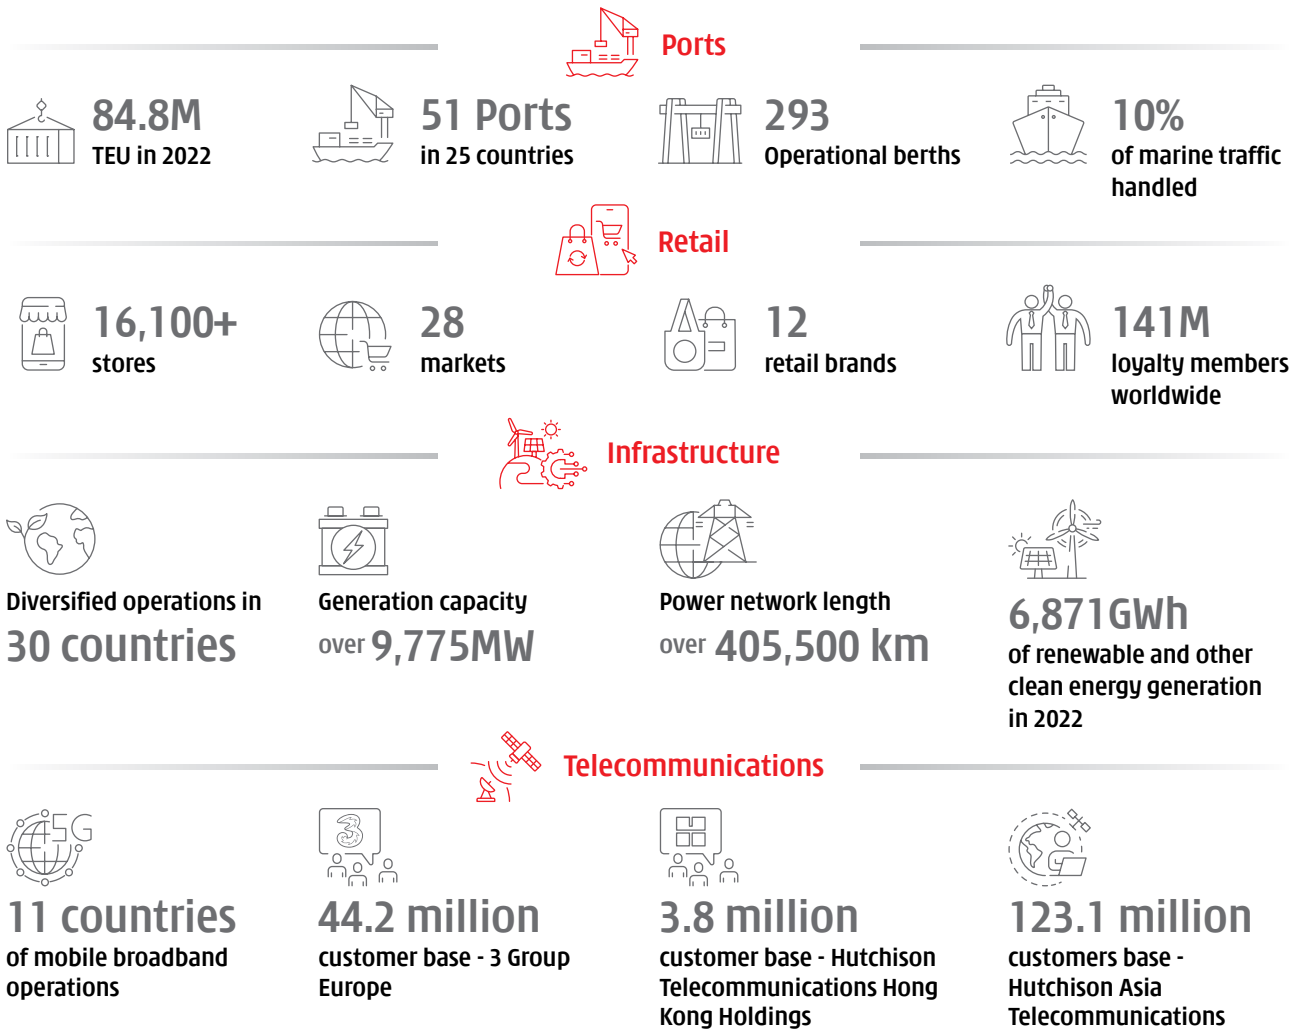 Ports
84.8M
TEU in 2022
51 Ports
in 25 countries
293
Operational berths
10%
of marine traffic
handled
Retail
16,100+
stores
28
markets
12
retail brands
141M
loyalty members
worldwide
Infrastructure
Diversified operations in
30 countries
Generation capacity
over 9,775MW
Power network length
over 405,500 km
6,871GWh
of renewable and other
clean energy generation
in 2022
Telecommunications
5G
11 countries
of mobile broadband
operations
3
44.2 million
customer base - 3 Group
Europe
3.8 million
customer base - Hutchison
Telecommunications Hong
Kong Holdings
123.1 million
customers base -
Hutchison Asia
Telecommunications